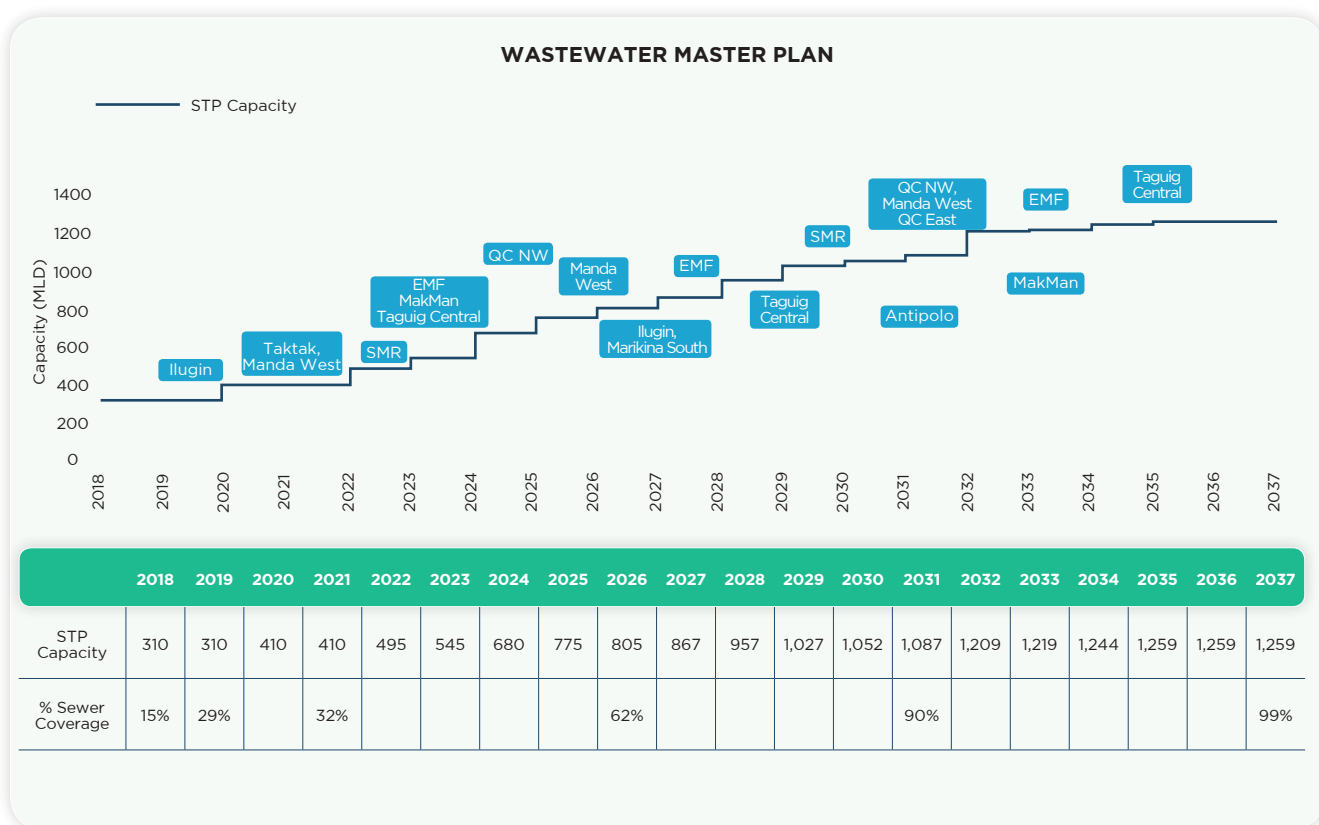 WASTEWATER MASTER PLAN
STP Capacity
Capacity (MLD)
1400
1200
1000
800
600
400
200
0
Ilugin
Taktak,
Manda West
SMR
EMF
MakMan
Taguig Central
QC NW
Manda
West
Ilugin,
Marikina South
EMF
Taguig
Central
SMR
QC NW,
Manda West
QC East
Antipolo
EMF
MakMan
Taguig
Central
2018
2019
2020
2021
2022
2023
2024
2025
2026
2027
2028
2029
2030
2031
2032
2033
2034
2035
2036
2037
2018 2019 2020 2021 2022 2023 2024 2025 2026 2027 2028 2029 2030 2031 2032 2033 2034 2035 2036 2037
STP
Capacity
310 310 410 410 495 545 680 775 805 867 957 1,027 1,052 1,087 1,209 1,219 1,244 1,259 1,259 1,259
% Sewer
Coverage
15% 29% 32% 62% 90% 99%